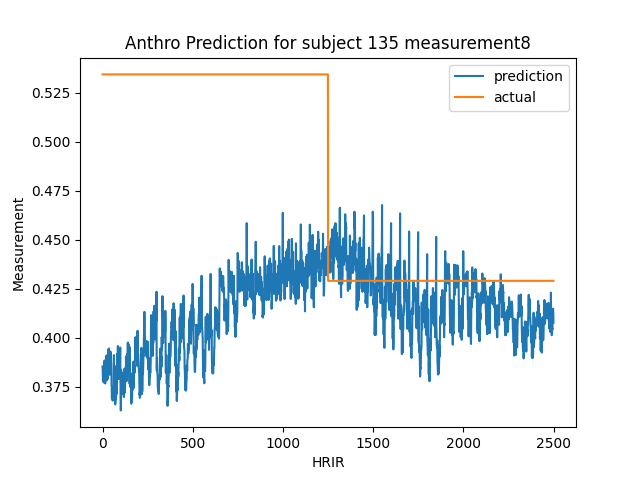 Anthro Prediction for subject 135 measurement8
prediction
actual
Measurement
0.525
0.500
0.475
0.450
0.425
0.400
0.375
0 500 1000 1500 2000 2500
HRIR